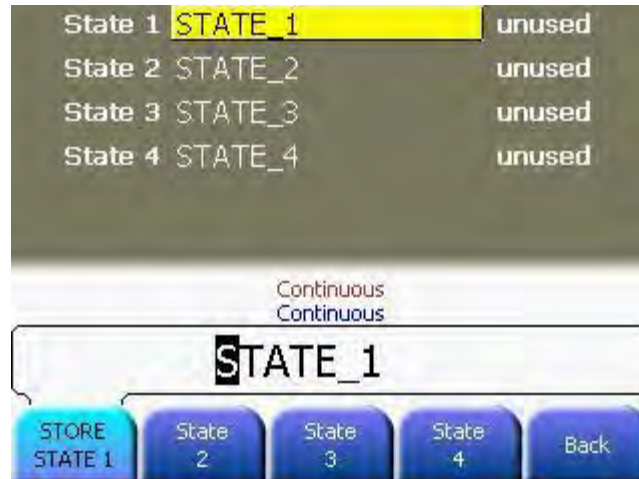 State 1 STATE_1 unused
State 2 STATE_2 unused
State 3 STATE_3 unused
State 4 STATE_4 unused
Continuous
Continuous
STATE_1
STORE STATE 1
State 2
State 3
State 4
Back